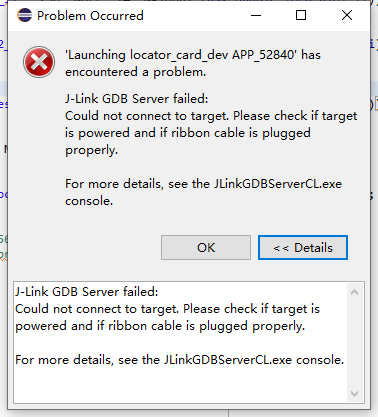 Problem Occurred
'Launching locator_card_dev APP_52840' has
encountered a problem.
J-Link GDB Server failed:
Could not connect to target. Please check if target
is powered and if ribbon cable is plugged
properly.
For more details, see the JLinkGDBServerCL.exe
console.
OK
<< Details
J-Link GDB Server failed:
Could not connect to target. Please check if target is
powered and if ribbon cable is plugged properly.
For more details, see the JLinkGDBServerCL.exe console.